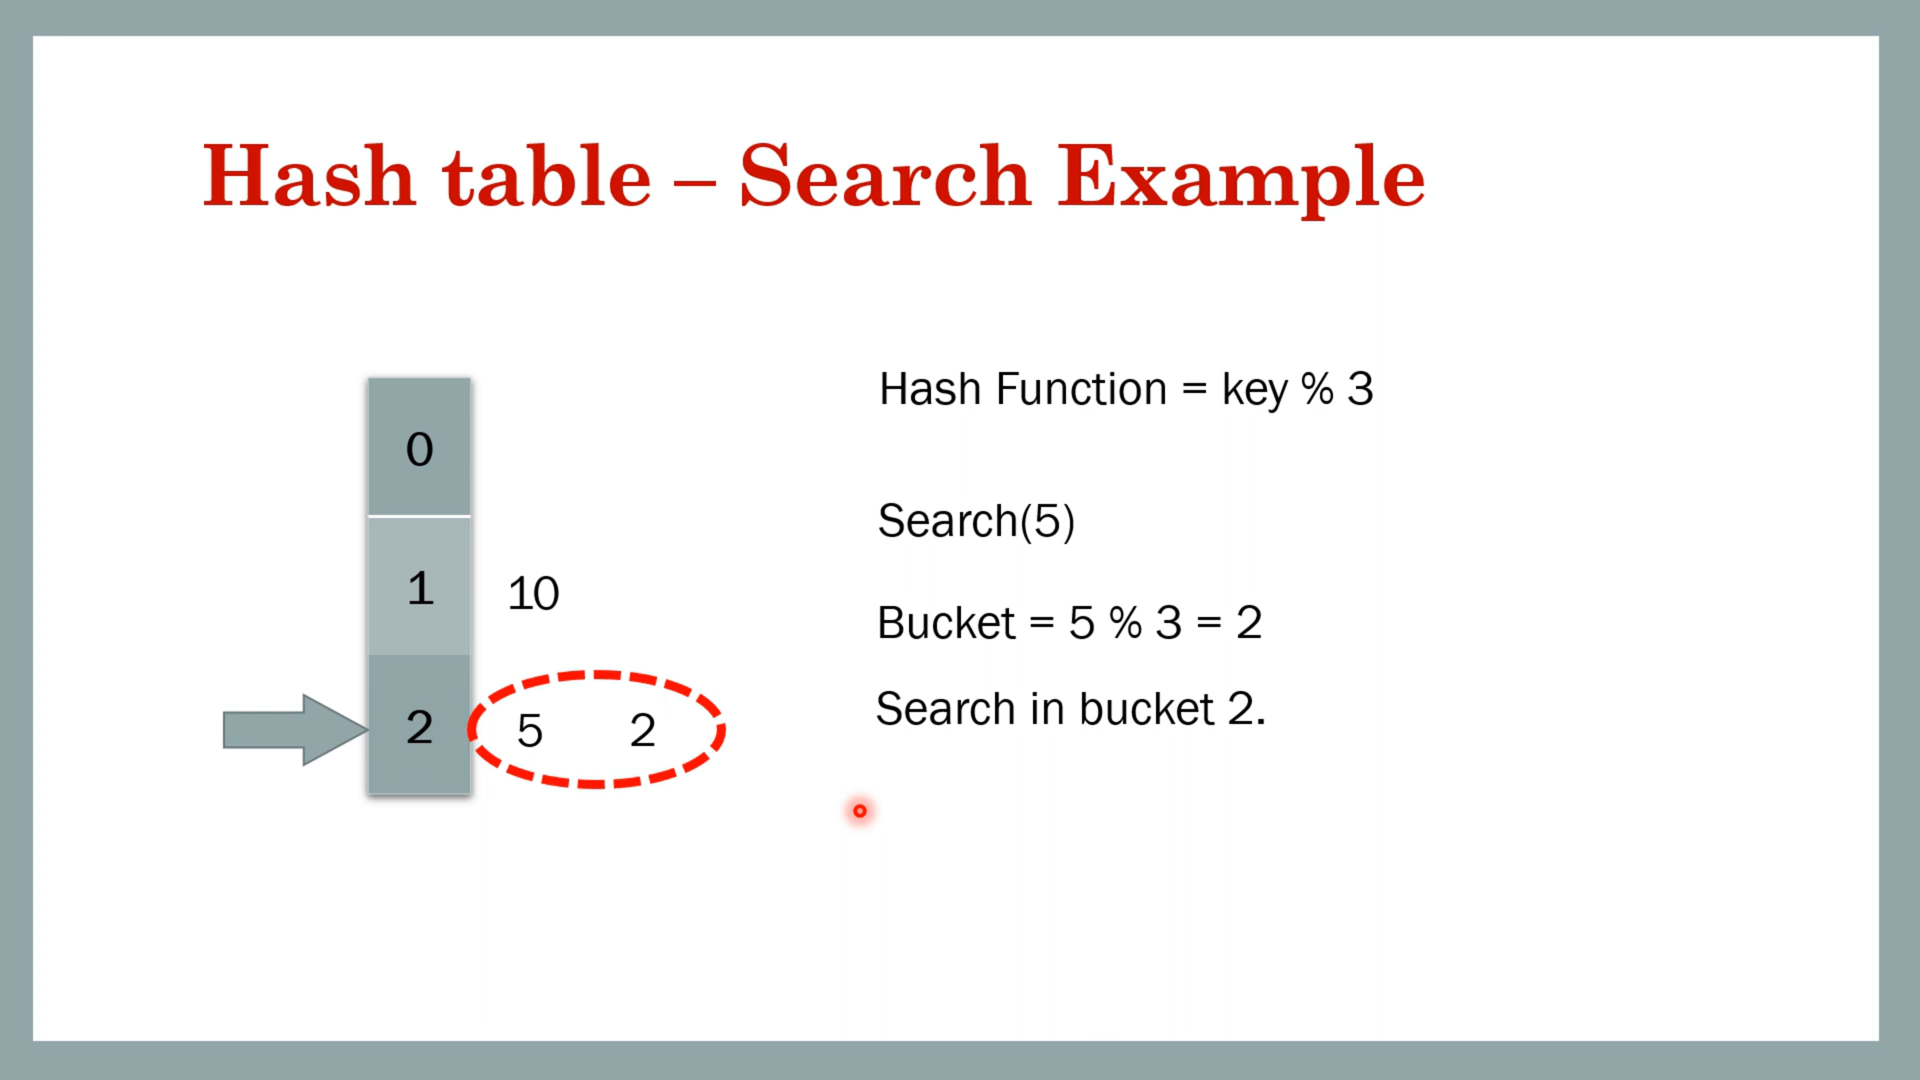 Hash table – Search Example
0
1 10
2 5 2
Hash Function = key % 3
Search(5)
Bucket = 5 % 3 = 2
Search in bucket 2.